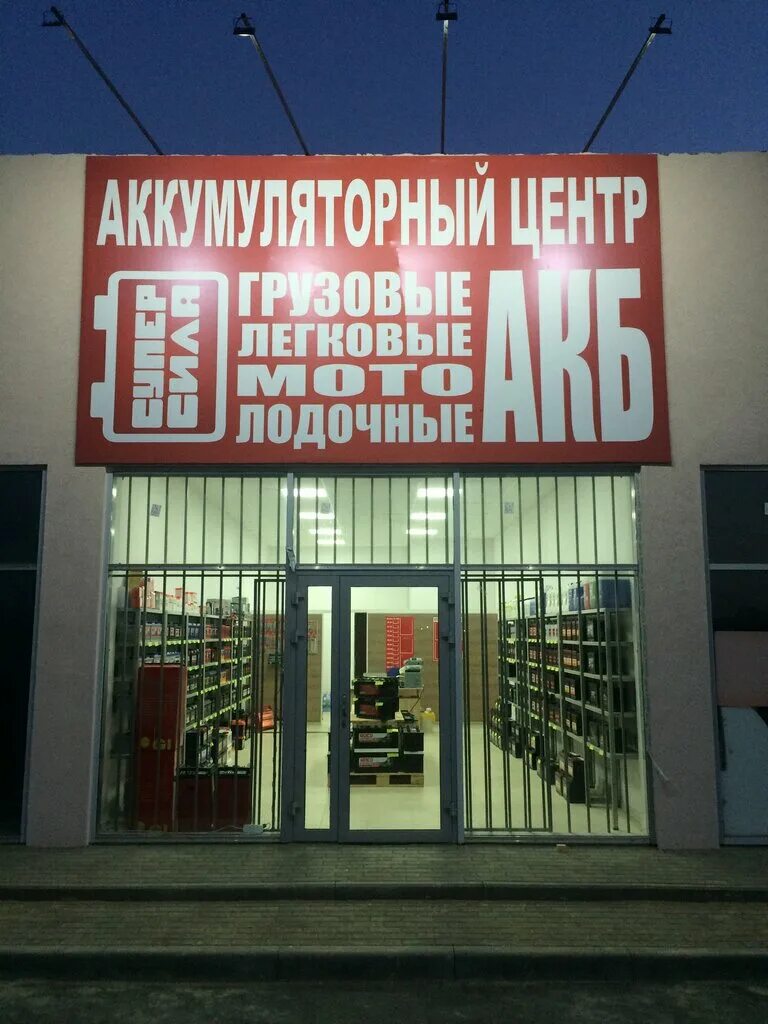 АККУМУЛЯТОРНЫЙ ЦЕНТР
СУПЕР
СИЛА
ГРУЗОВЫЕ
ЛЕГКОВЫЕ
МОТО
ЛОДОЧНЫЕ
АКБ